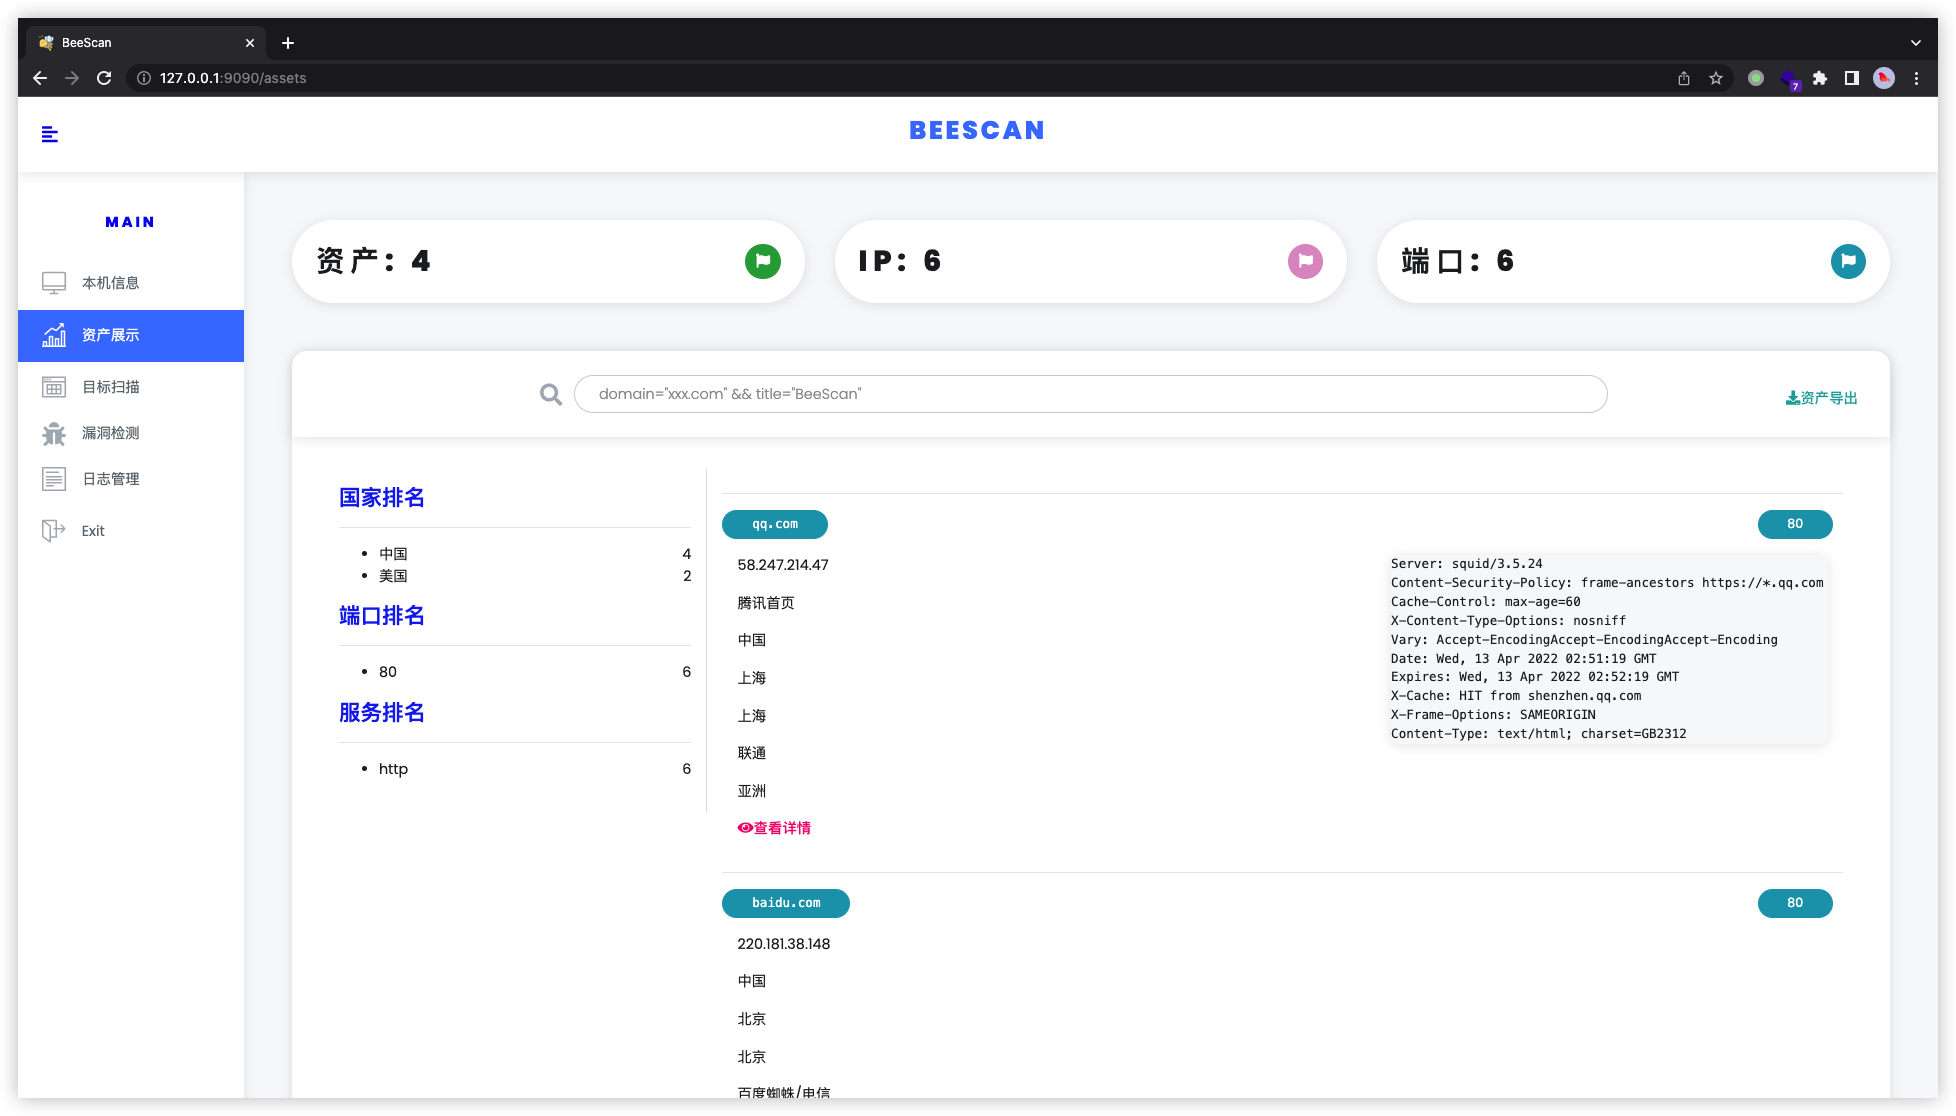 BeeScan
127.0.0.1:9090/assets
7
BEESCAN
MAIN
本机信息
资产展示
目标扫描
漏洞检测
日志管理
Exit
资产：4
IP：6
端口：6
domain="xxx.com" && title="BeeScan"
资产导出
国家排名
中国 4
美国 2
端口排名
80 6
服务排名
http 6
qq.com 80
58.247.214.47
腾讯首页
中国
上海
上海
联通
亚洲
查看详情
Server: squid/3.5.24
Content-Security-Policy: frame-ancestors https://*.qq.com
Cache-Control: max-age=60
X-Content-Type-Options: nosniff
Vary: Accept-EncodingAccept-EncodingAccept-Encoding
Date: Wed, 13 Apr 2022 02:51:19 GMT
Expires: Wed, 13 Apr 2022 02:52:19 GMT
X-Cache: HIT from shenzhen.qq.com
X-Frame-Options: SAMEORIGIN
Content-Type: text/html; charset=GB2312
baidu.com 80
220.181.38.148
中国
北京
北京
百度蜘蛛/电信